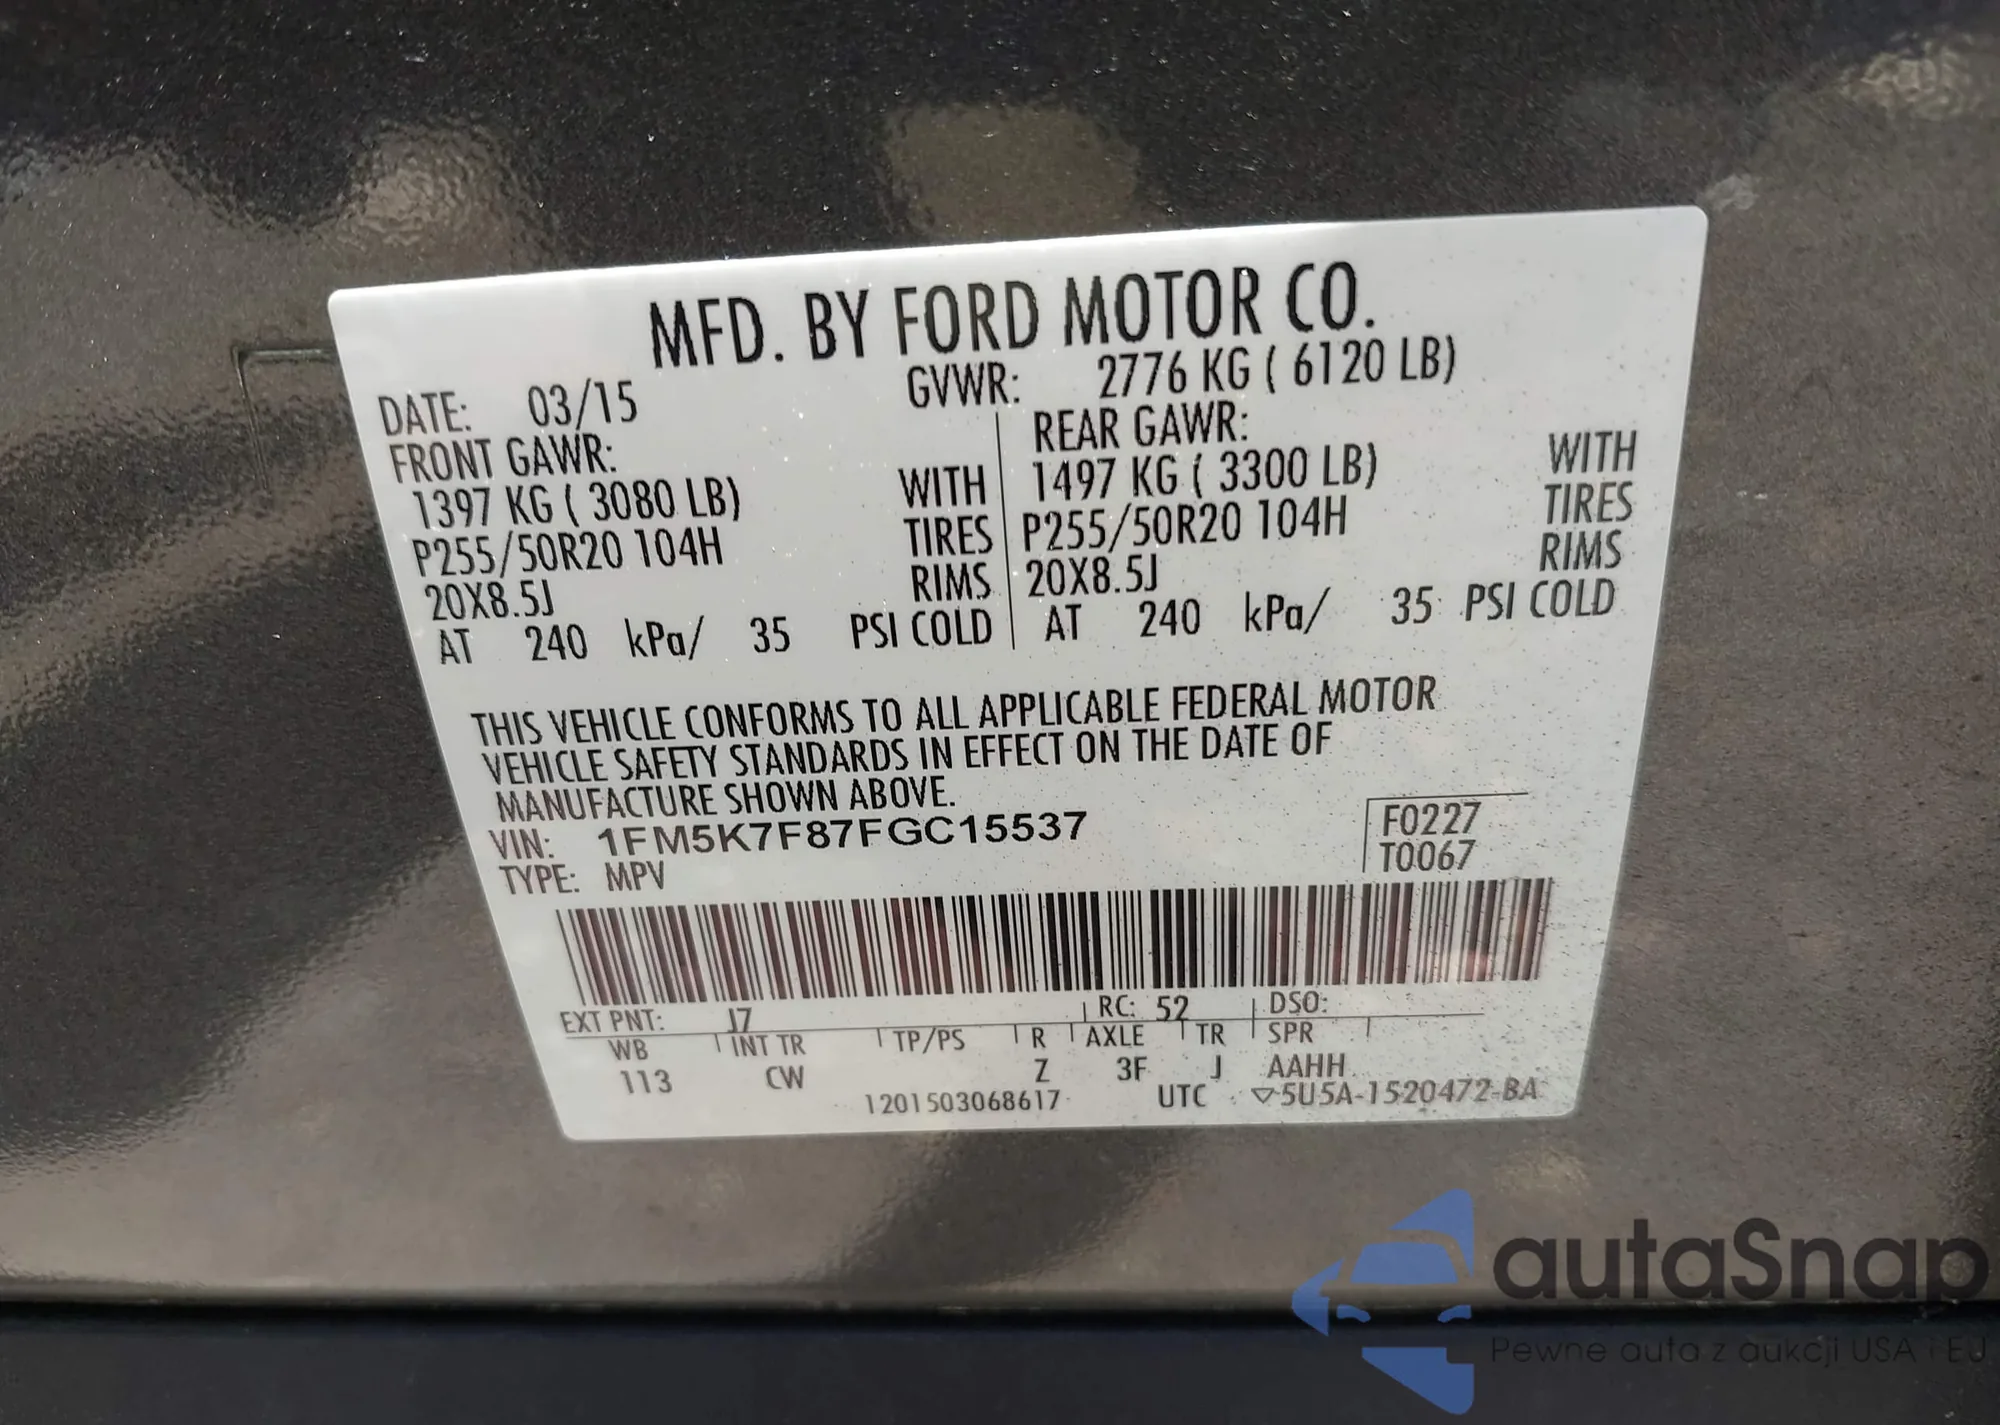 MFD. BY FORD MOTOR CO.
DATE: 03/15 GVWR: 2776 KG ( 6120 LB)
FRONT GAWR: REAR GAWR:
1397 KG ( 3080 LB) WITH 1497 KG ( 3300 LB) WITH
P255/50R20 104H TIRES P255/50R20 104H TIRES
20X8.5J RIMS 20X8.5J RIMS
AT 240 kPa/ 35 PSI COLD AT 240 kPa/ 35 PSI COLD
THIS VEHICLE CONFORMS TO ALL APPLICABLE FEDERAL MOTOR
VEHICLE SAFETY STANDARDS IN EFFECT ON THE DATE OF
MANUFACTURE SHOWN ABOVE.
VIN: 1FM5K7F87FGC15537 F0227
TYPE: MPV T0067
EXT PNT: J7 RC: 52 DSO:
WB INT TR TP/PS R AXLE TR SPR
113 CW Z 3F J AAHH
1201503068617 UTC ▽5U5A-1520472-BA
autaSnap
Pewne auta z aukcji USA i EU